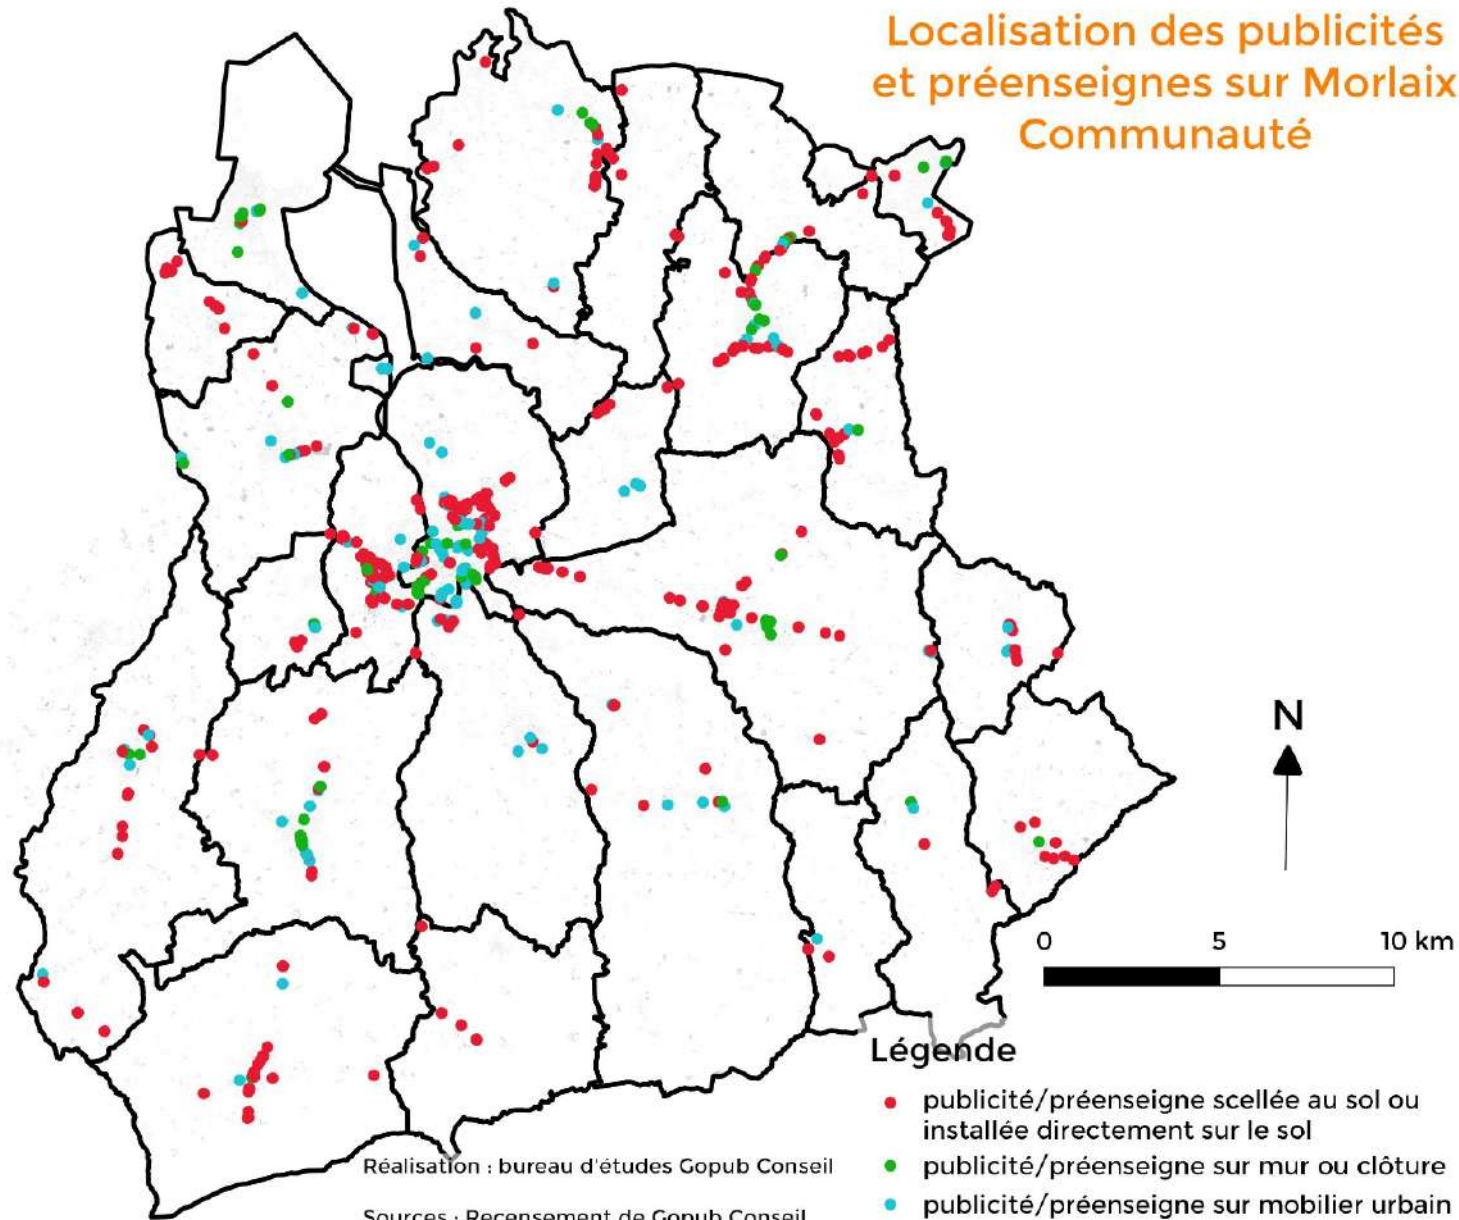 Localisation des publicités
et préenseignes sur Morlaix
Communauté
N
0 5 10 km
Légende
publicité/préenseigne scellée au sol ou
installée directement sur le sol
publicité/préenseigne sur mur ou clôture
publicité/préenseigne sur mobilier urbain
Réalisation : bureau d'études Gopub Conseil
Sources : Recensement de Gopub Conseil